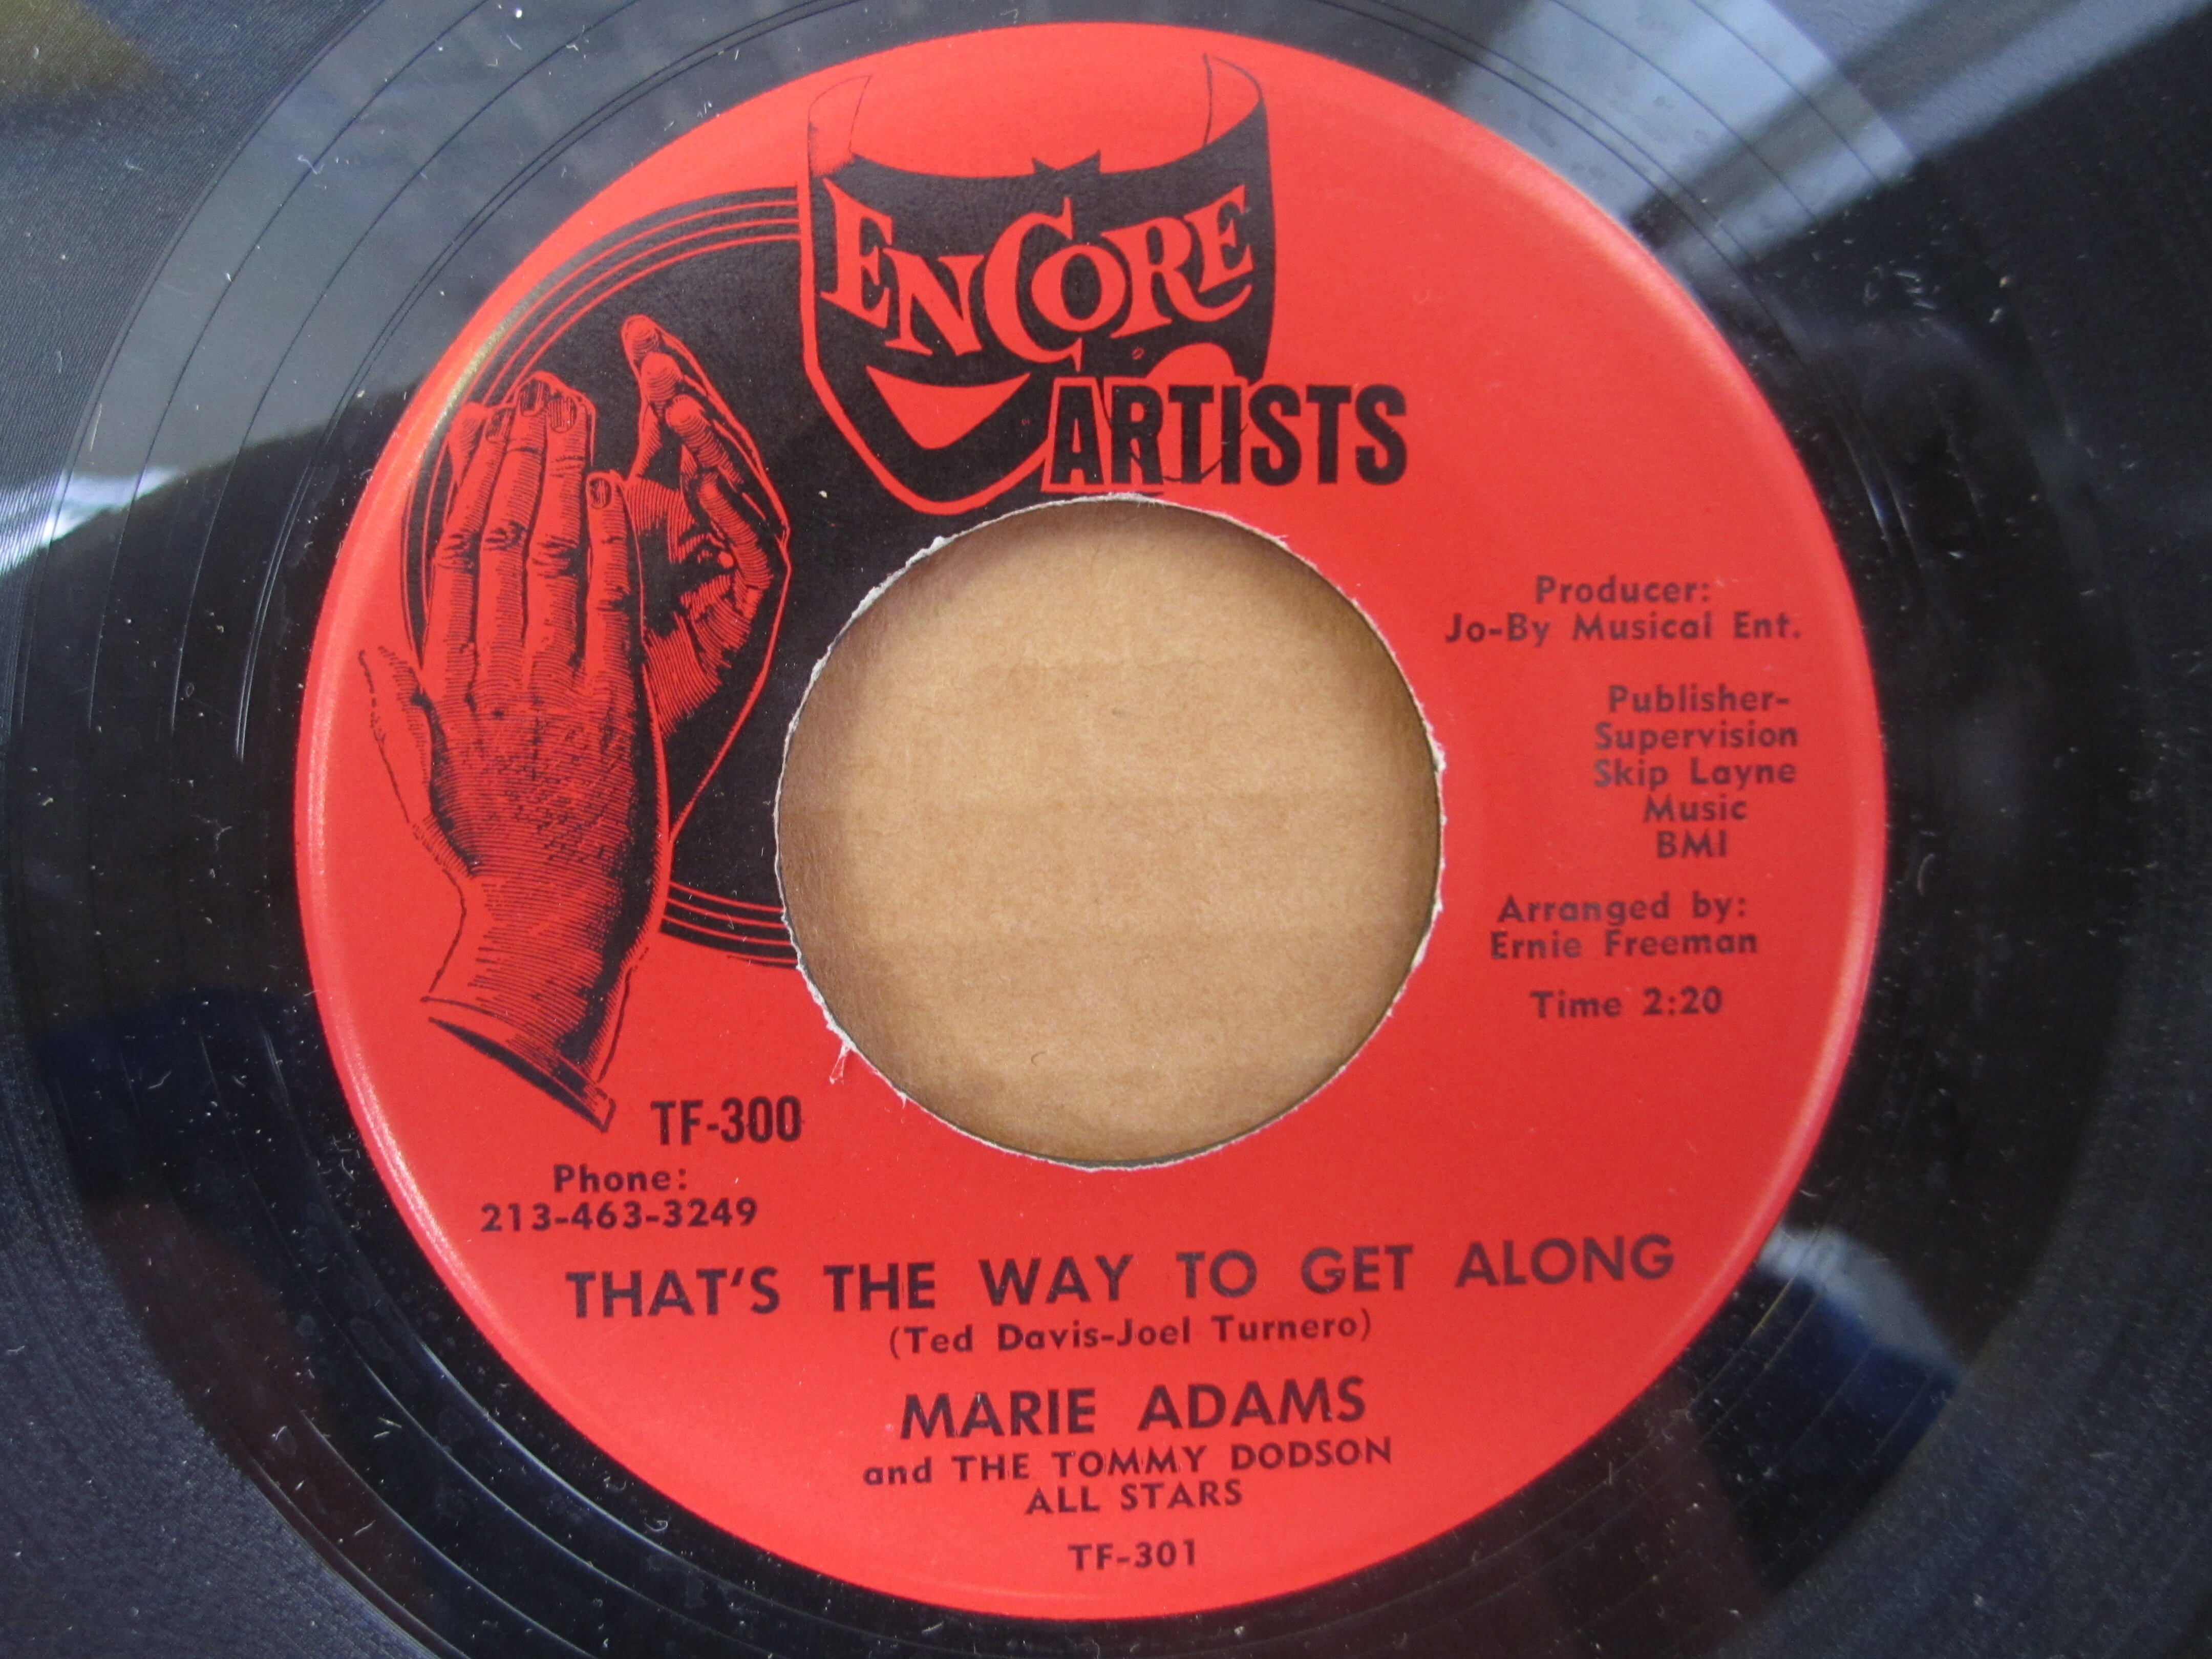 ENCORE
ARTISTS
Producer:
Jo-By Musical Ent.
Publisher-
Supervision
Skip Layne
Music
BMI
Arranged by:
Ernie Freeman
Time 2:20
TF-300
Phone:
213-463-3249
THAT'S THE WAY TO GET ALONG
(Ted Davis-Joel Turnero)
MARIE ADAMS
and THE TOMMY DODSON
ALL STARS
TF-301